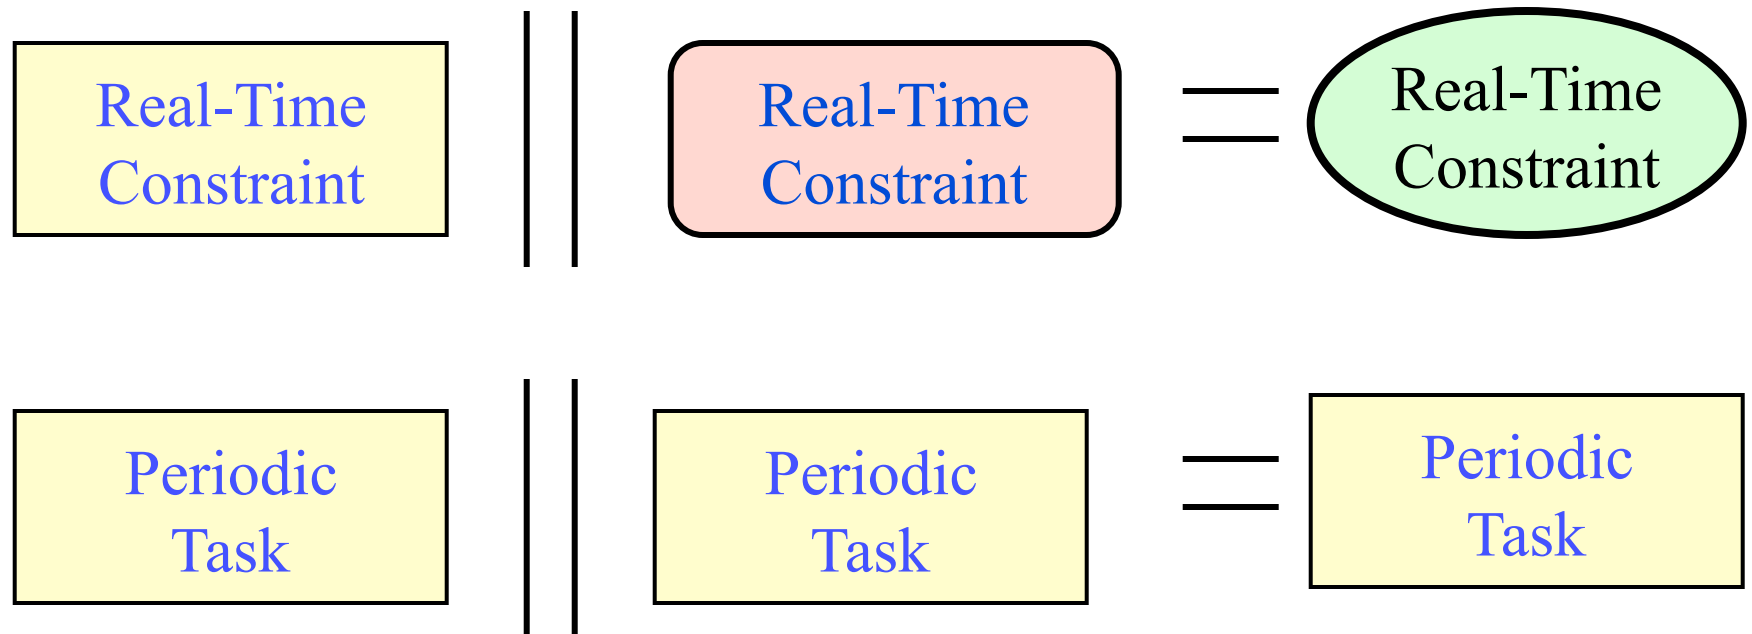 Real-Time
Constraint
Real-Time
Constraint
Real-Time
Constraint
Periodic
Task
Periodic
Task
Periodic
Task